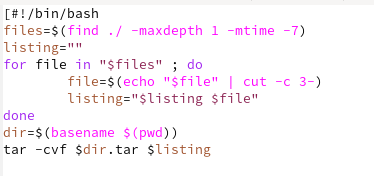 [#!/bin/bash
files=$(find ./ -maxdepth 1 -mtime -7)
listing=""
for file in "$files" ; do
        file=$(echo "$file" | cut -c 3-)
        listing="$listing $file"
done
dir=$(basename $(pwd))
tar -cvf $dir.tar $listing